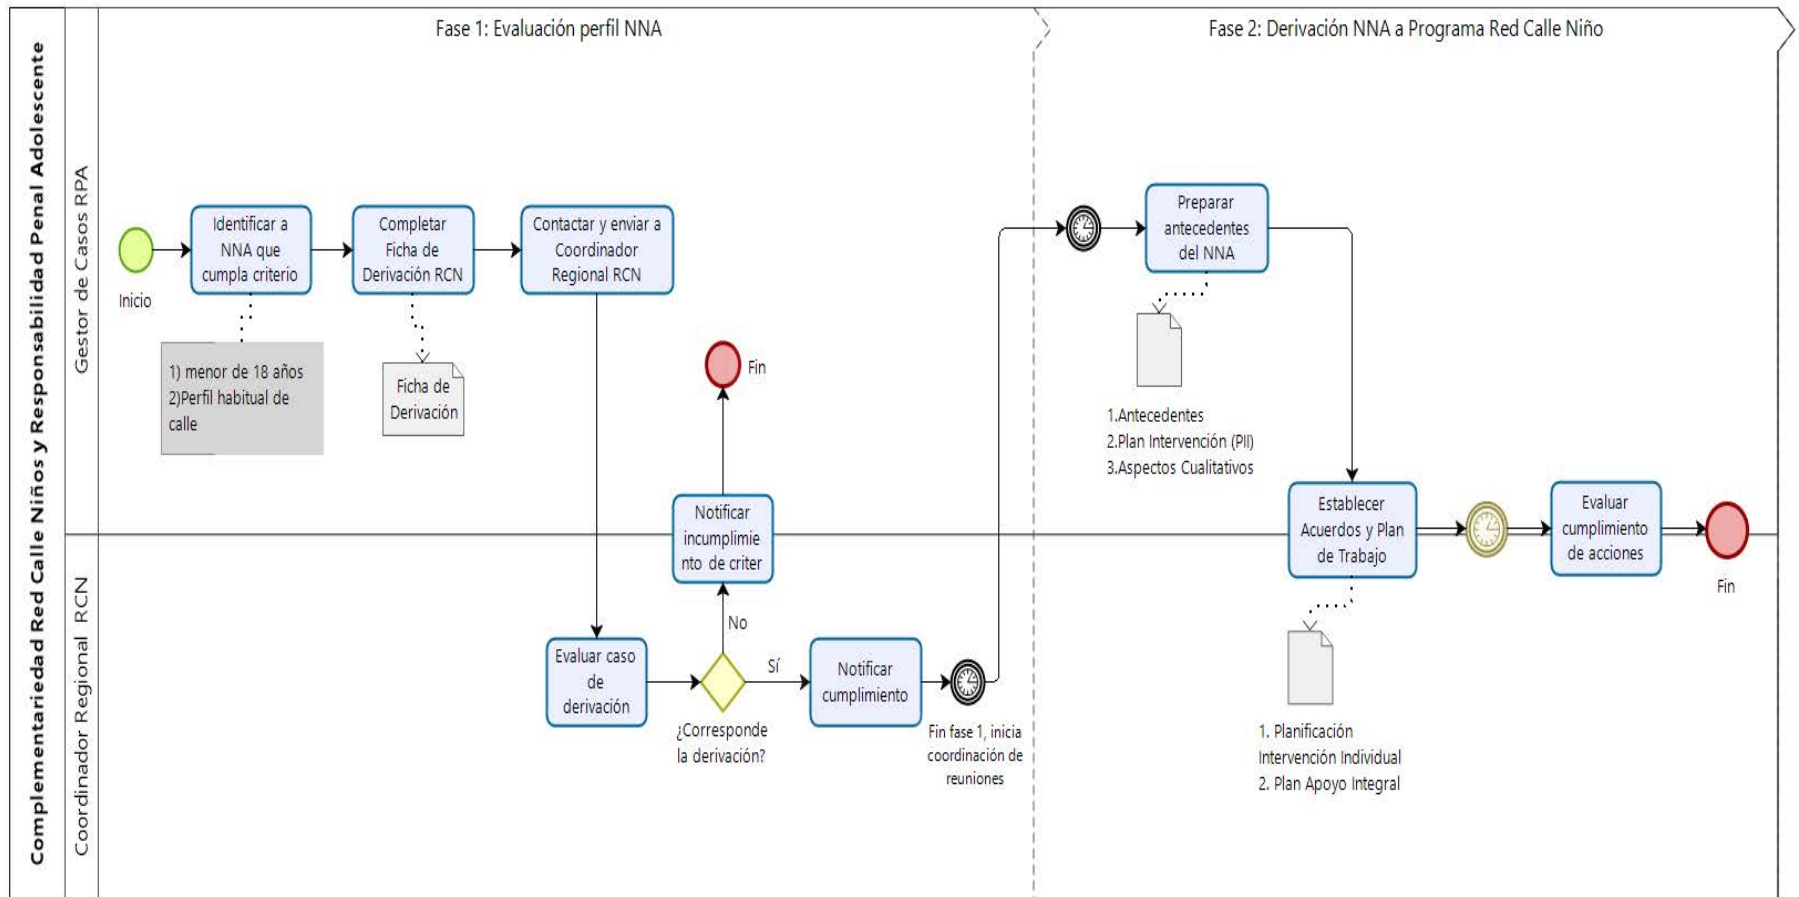 Complementariedad Red Calle Niños y Responsabilidad Penal Adolescente
Fase 1: Evaluación perfil NNA
Fase 2: Derivación NNA a Programa Red Calle Niño
Gestor de Casos RPA
Inicio
Identificar a
NNA que
cumpla criterio
1) menor de 18 años
2)Perfil habitual de
calle
Completar
Ficha de
Derivación RCN
Ficha de
Derivación
Contactar y enviar a
Coordinador
Regional RCN
Fin
Notificar
incumplimie
nto de criter
Preparar
antecedentes
del NNA
1.Antecedentes
2.Plan Intervención (PII)
3.Aspectos Cualitativos
Establecer
Acuerdos y Plan
de Trabajo
Evaluar
cumplimiento
de acciones
Fin
Coordinador Regional RCN
Evaluar caso
de
derivación
No
Sí
¿Corresponde
la derivación?
Notificar
cumplimiento
Fin fase 1, inicia
coordinación de
reuniones
1. Planificación
Intervención Individual
2. Plan Apoyo Integral